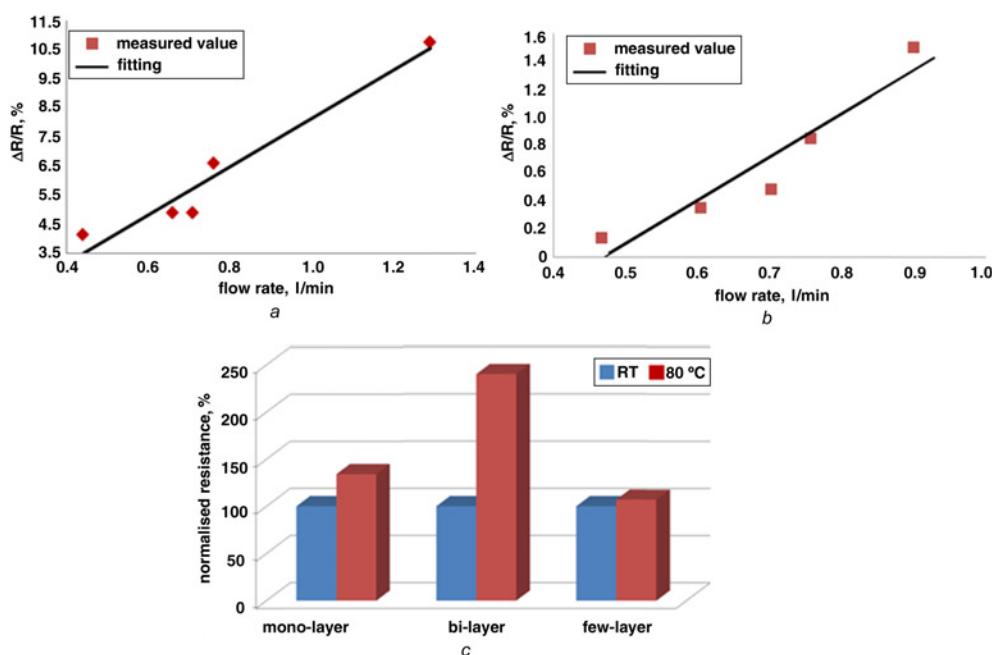 11.5
10.5
9.5
8.5
7.5
6.5
5.5
4.5
3.5
ΔR/R, %
measured value
fitting
0.4 0.6 0.8 1.0 1.2 1.4
flow rate, l/min
a
1.6
1.4
1.2
1.0
0.8
0.6
0.4
0.2
0
ΔR/R, %
measured value
fitting
0.4 0.5 0.6 0.7 0.8 0.9 1.0
flow rate, l/min
b
250
200
150
100
50
0
normalised resistance, %
RT 80 ºC
mono-layer bi-layer few-layer
c